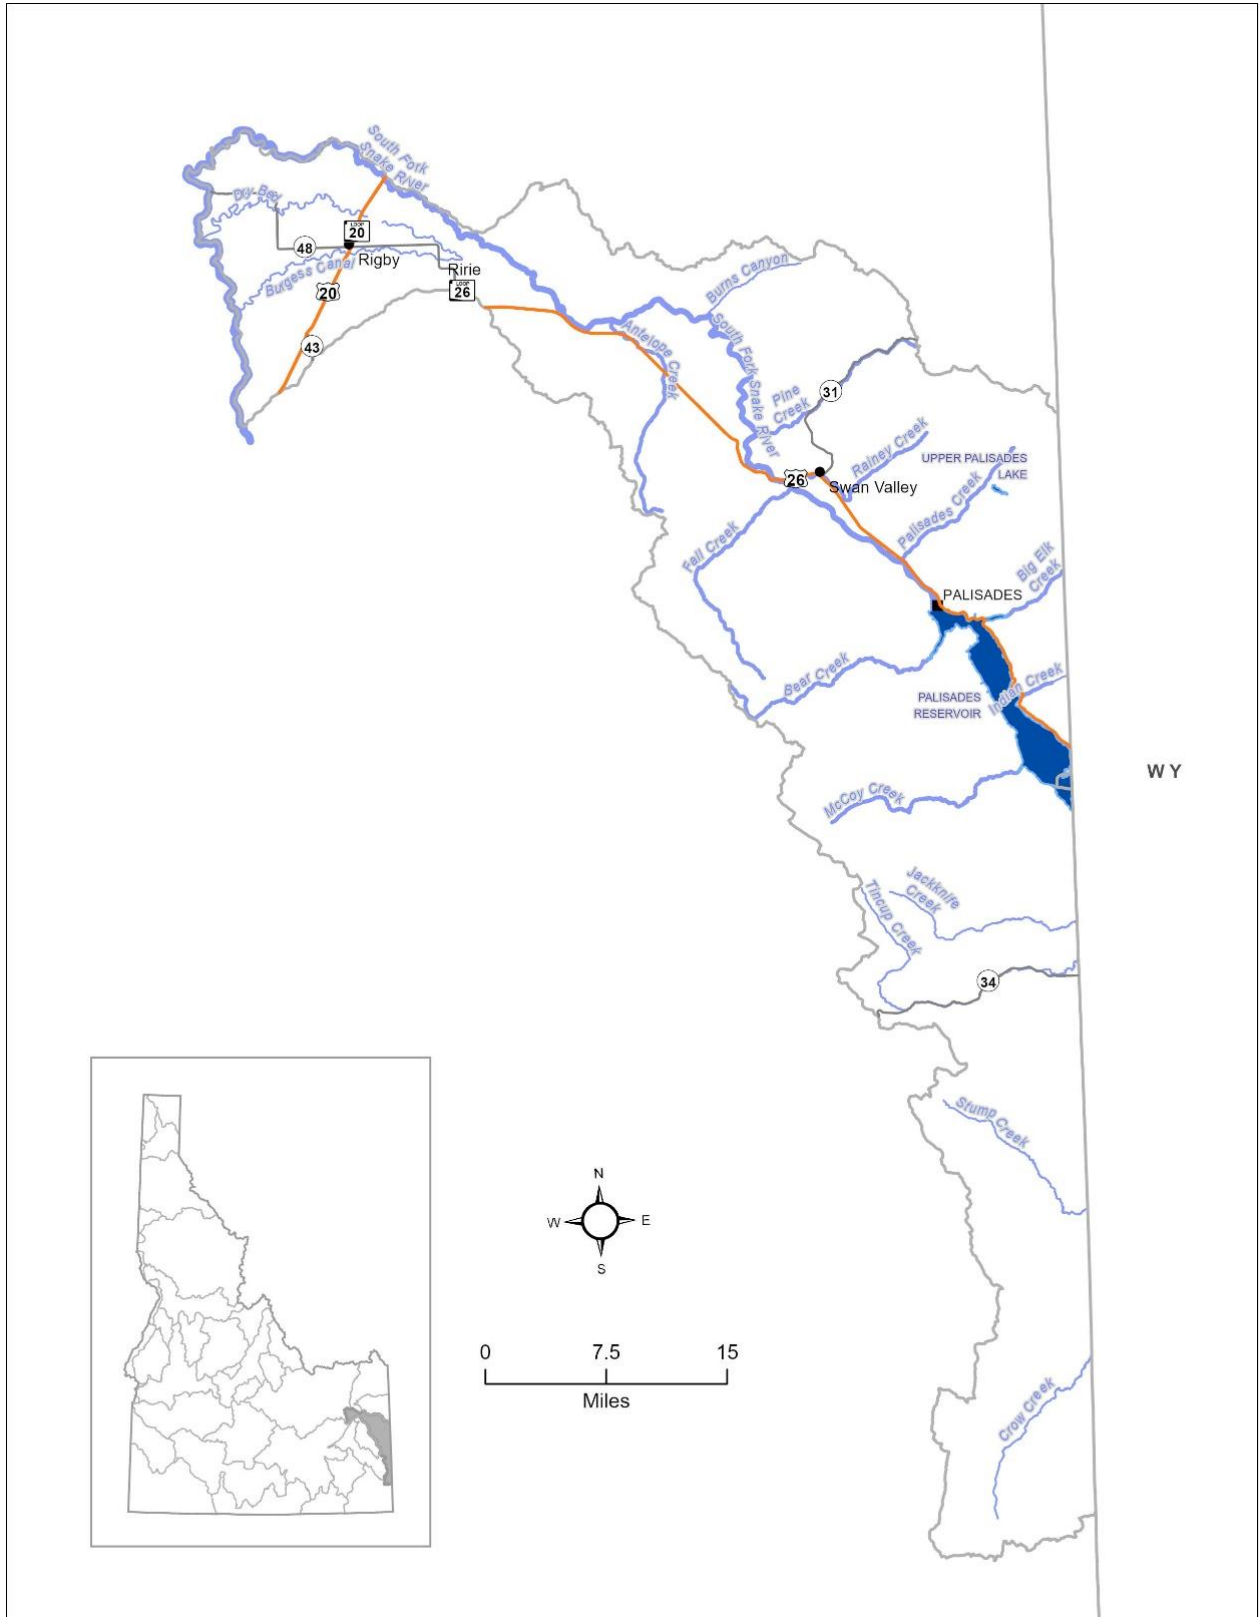 South Fork
Snake River
Dry Bed
LOOP
20
48
Rigby
Ririe
Burgess Canal
20
LOOP
26
43
Burns Canyon
Antelope Creek
South Fork Snake River
Pine
Creek
31
Rainey Creek
UPPER PALISADES
LAKE
26
Swan Valley
Palisades Creek
Fall Creek
Big Elk
Creek
PALISADES
Bear Creek
Indian Creek
PALISADES
RESERVOIR
WY
McCoy Creek
Jackknife
Creek
Tincup Creek
34
Stump Creek
N
W
E
S
0
7.5
15
Miles
Crow Creek